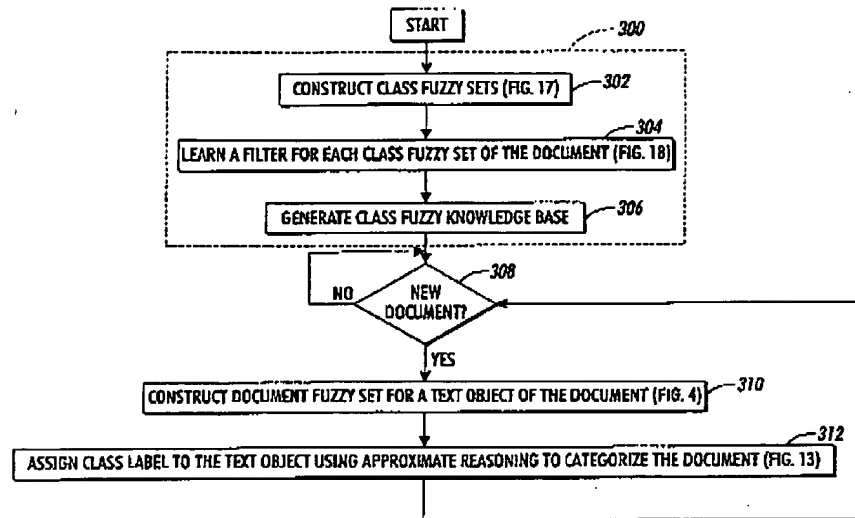 START
300
CONSTRUCT CLASS FUZZY SETS (FIG. 17)
302
304
LEARN A FILTER FOR EACH CLASS FUZZY SET OF THE DOCUMENT (FIG. 18)
GENERATE CLASS FUZZY KNOWLEDGE BASE
306
308
NO
NEW
DOCUMENT?
YES
CONSTRUCT DOCUMENT FUZZY SET FOR A TEXT OBJECT OF THE DOCUMENT (FIG. 4)
310
312
ASSIGN CLASS LABEL TO THE TEXT OBJECT USING APPROXIMATE REASONING TO CATEGORIZE THE DOCUMENT (FIG. 13)